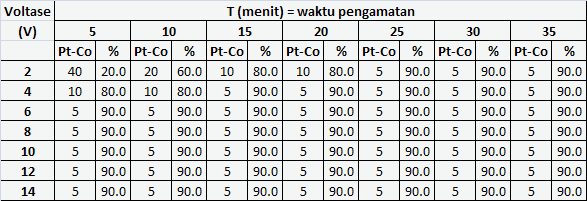 Voltase (V) T (menit) = waktu pengamatan
5 10 15 20 25 30 35
Pt-Co % Pt-Co % Pt-Co % Pt-Co % Pt-Co % Pt-Co % Pt-Co %
2 40 20.0 20 60.0 10 80.0 10 80.0 5 90.0 5 90.0 5 90.0
4 10 80.0 10 80.0 5 90.0 5 90.0 5 90.0 5 90.0 5 90.0
6 5 90.0 5 90.0 5 90.0 5 90.0 5 90.0 5 90.0 5 90.0
8 5 90.0 5 90.0 5 90.0 5 90.0 5 90.0 5 90.0 5 90.0
10 5 90.0 5 90.0 5 90.0 5 90.0 5 90.0 5 90.0 5 90.0
12 5 90.0 5 90.0 5 90.0 5 90.0 5 90.0 5 90.0 5 90.0
14 5 90.0 5 90.0 5 90.0 5 90.0 5 90.0 5 90.0 5 90.0